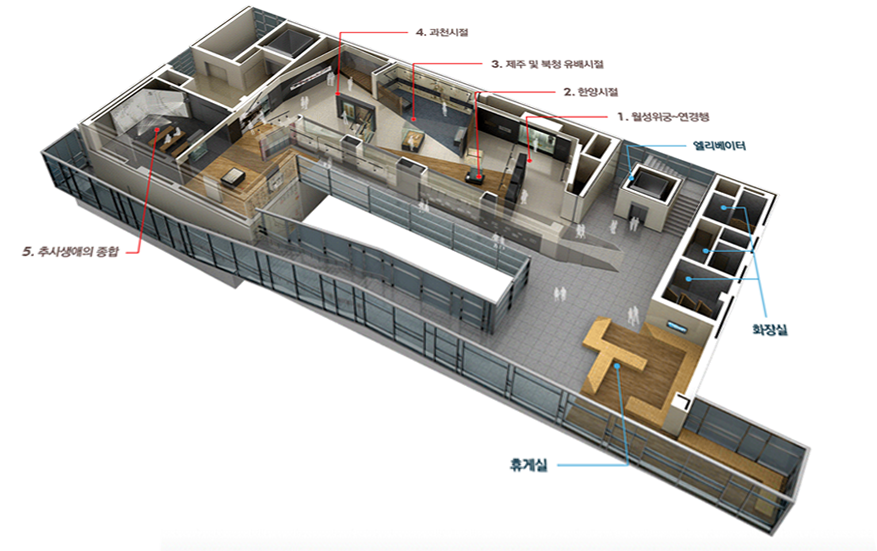 4. 과천시절
3. 제주 및 북청 유배시절
2. 한양시절
1. 월성위궁~연경행
엘리베이터
5. 추사생애의 종합
화장실
휴게실